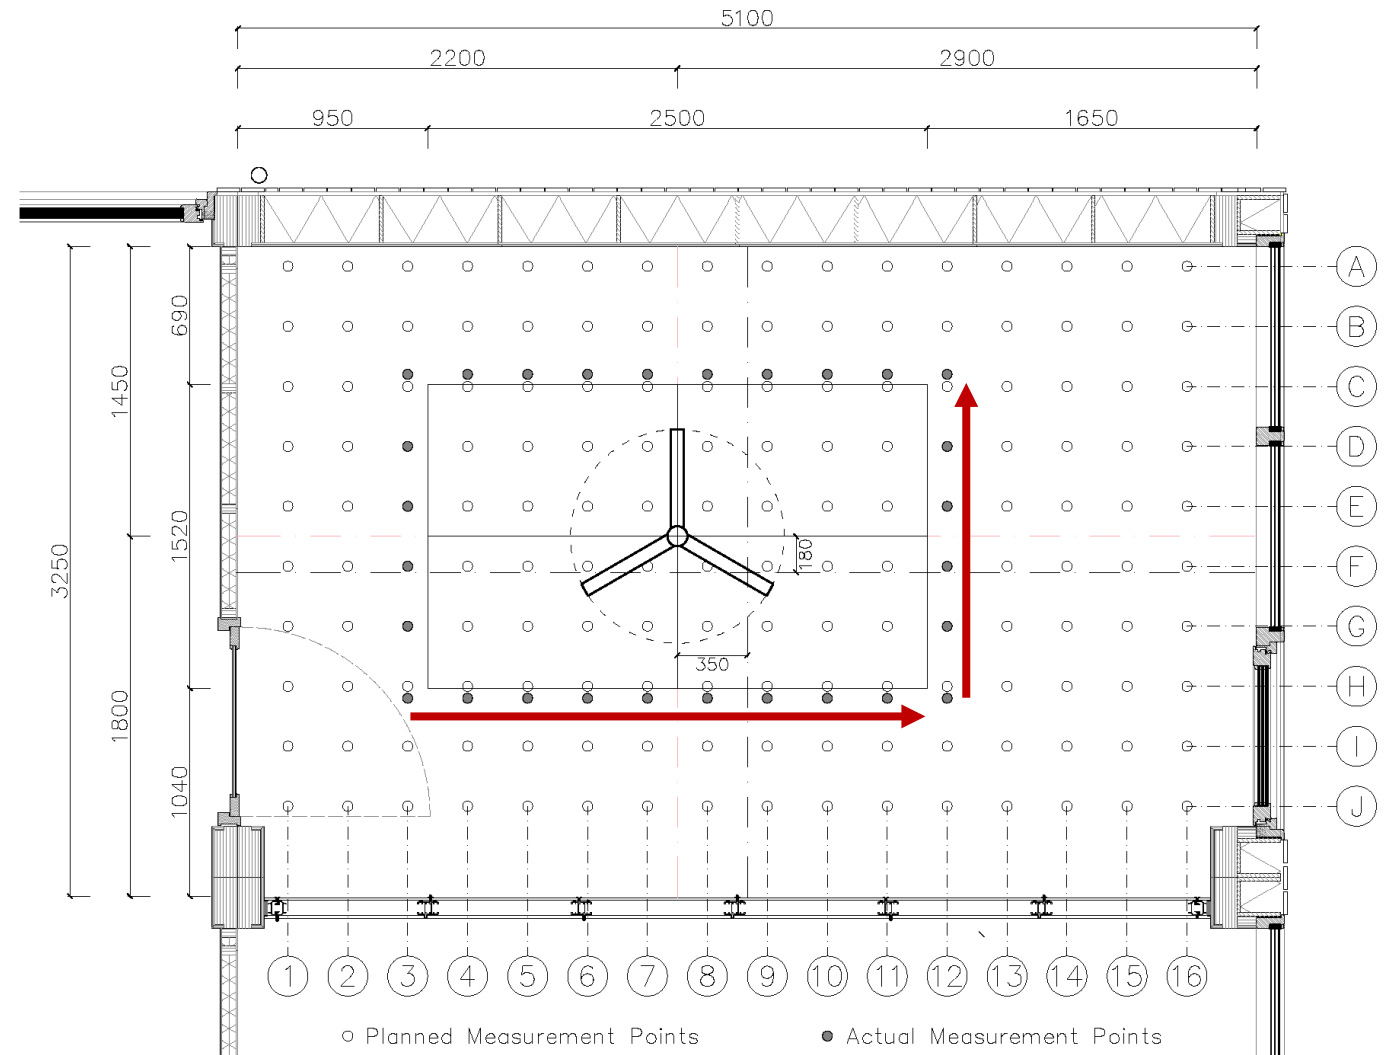 5100
2200 2900
950 2500 1650
A
B
690
C
1450
D
E
3250
1520
180
F
G
350
H
1800
1040
I
J
1 2 3 4 5 6 7 8 9 10 11 12 13 14 15 16
Planned Measurement Points Actual Measurement Points